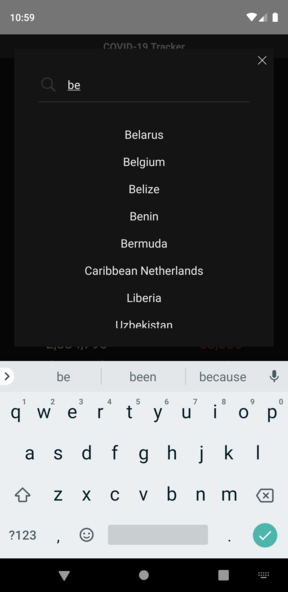 10:59
COVID-19 Tracker
be
Belarus
Belgium
Belize
Benin
Bermuda
Caribbean Netherlands
Liberia
Uzbekistan
be been because
1 2 3 4 5 6 7 8 9 0
q w e r t y u i o p
a s d f g h j k l
z x c v b n m
?123 , .